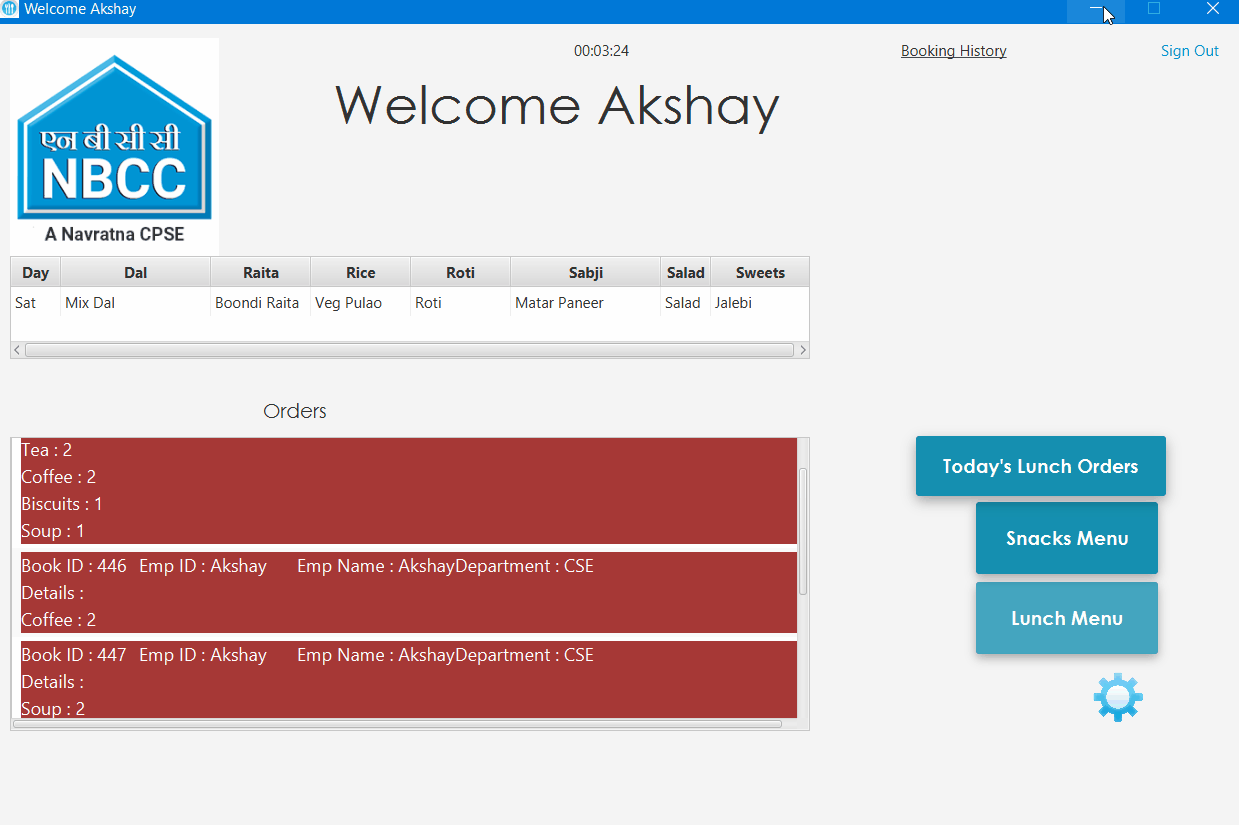 Welcome Akshay
00:03:24
Booking History
Sign Out
Welcome Akshay
एन बी सी सी
NBCC
A Navratna CPSE
Day Dal Raita Rice Roti Sabji Salad Sweets
Sat Mix Dal Boondi Raita Veg Pulao Roti Matar Paneer Salad Jalebi
Orders
Tea : 2
Coffee : 2
Biscuits : 1
Soup : 1
Book ID : 446 Emp ID : Akshay Emp Name : AkshayDepartment : CSE
Details :
Coffee : 2
Book ID : 447 Emp ID : Akshay Emp Name : AkshayDepartment : CSE
Details :
Soup : 2
Today's Lunch Orders
Snacks Menu
Lunch Menu